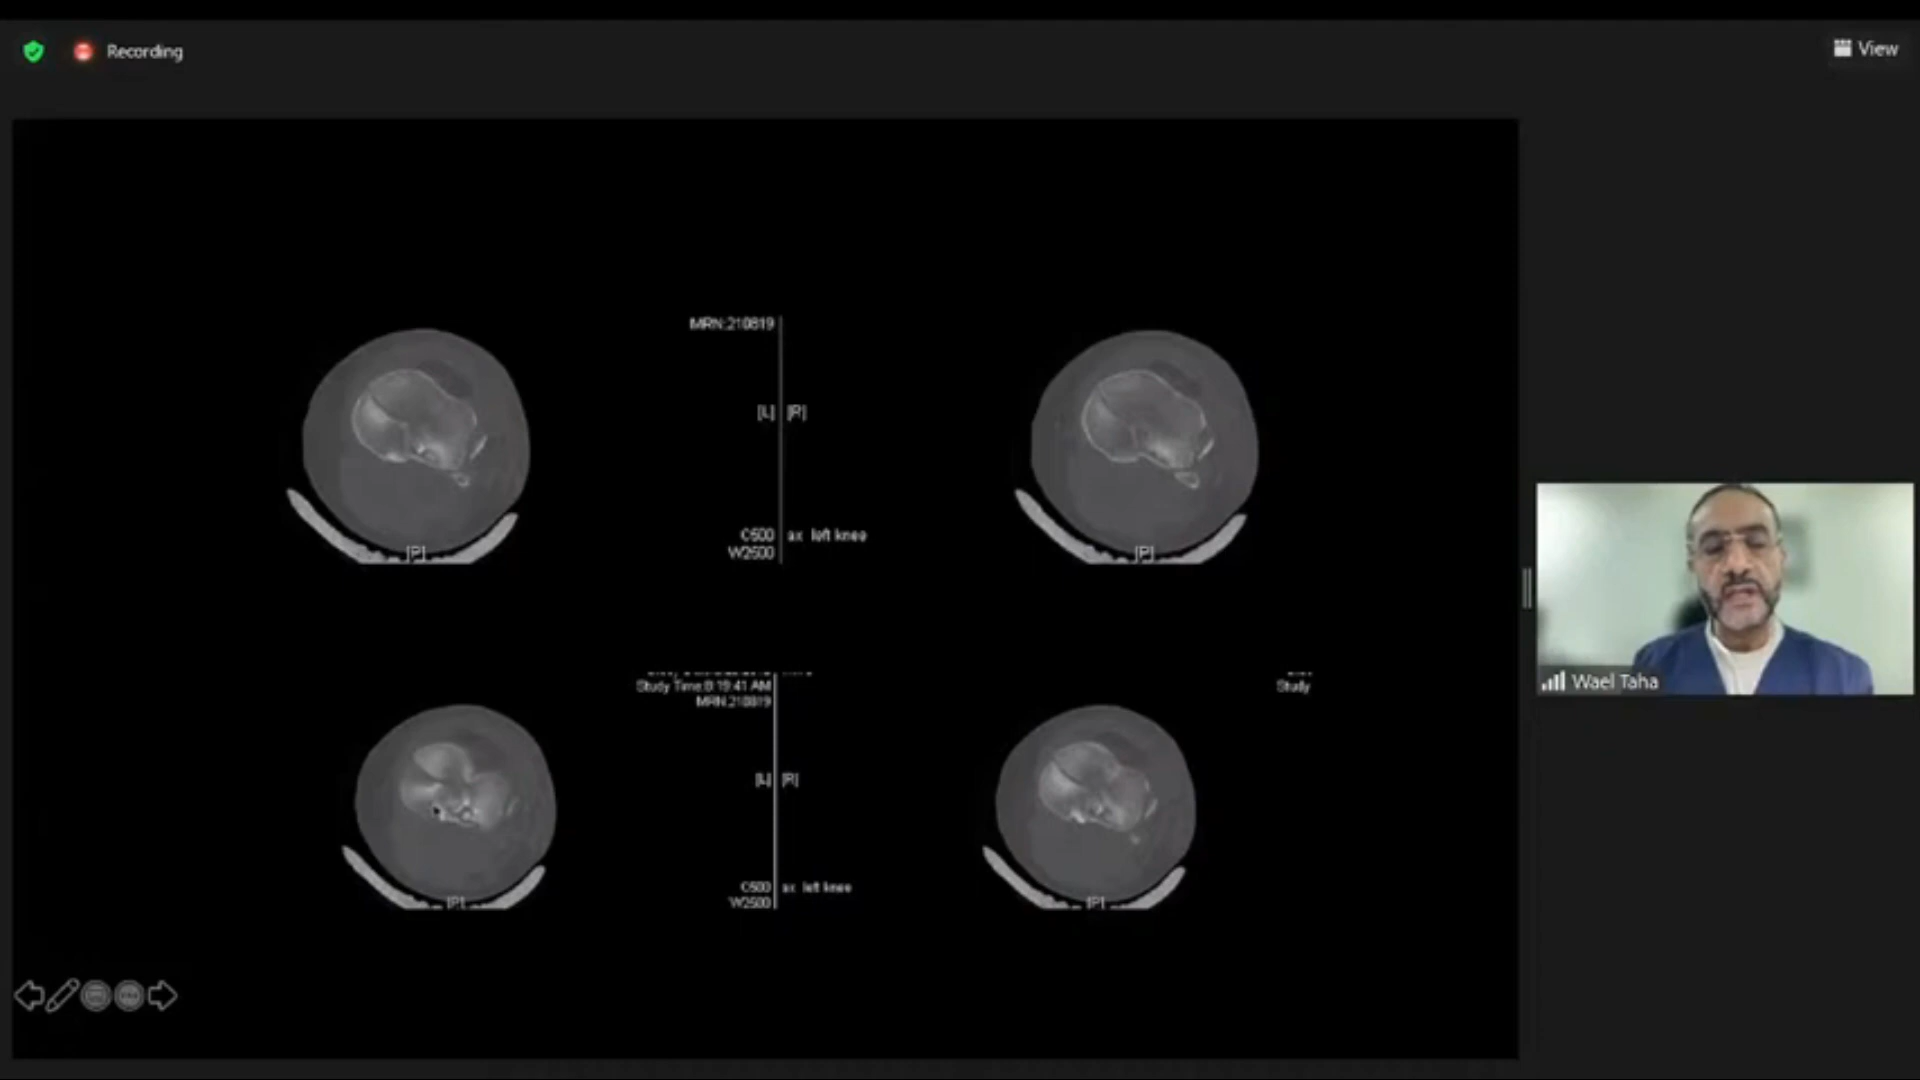 Recording
View
MRN:210819
[L] [R]
C500 ax left knee
W2500
[P]
[P]
Study Time:8:19:41 AM
MRN:210819
[L] [R]
C500 ax left knee
W2500
[P]
[P]
Study
Wael Taha